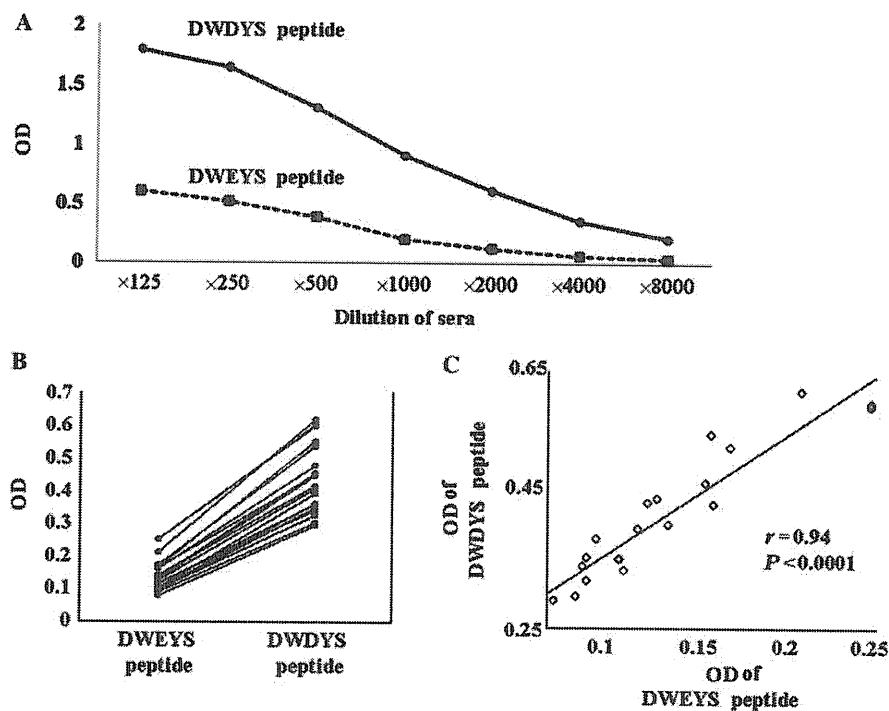 A
DWDYS peptide
2
1.5
1
0.5
0
OD
DWEYS peptide
×125 ×250 ×500 ×1000 ×2000 ×4000 ×8000
Dilution of sera
B
0.7
0.6
0.5
0.4
0.3
0.2
0.1
0
OD
DWEYS peptide
DWDYS peptide
C
0.65
0.45
0.25
OD of
DWDYS peptide
r=0.94
P<0.0001
0.1 0.15 0.2 0.25
OD of
DWEYS peptide